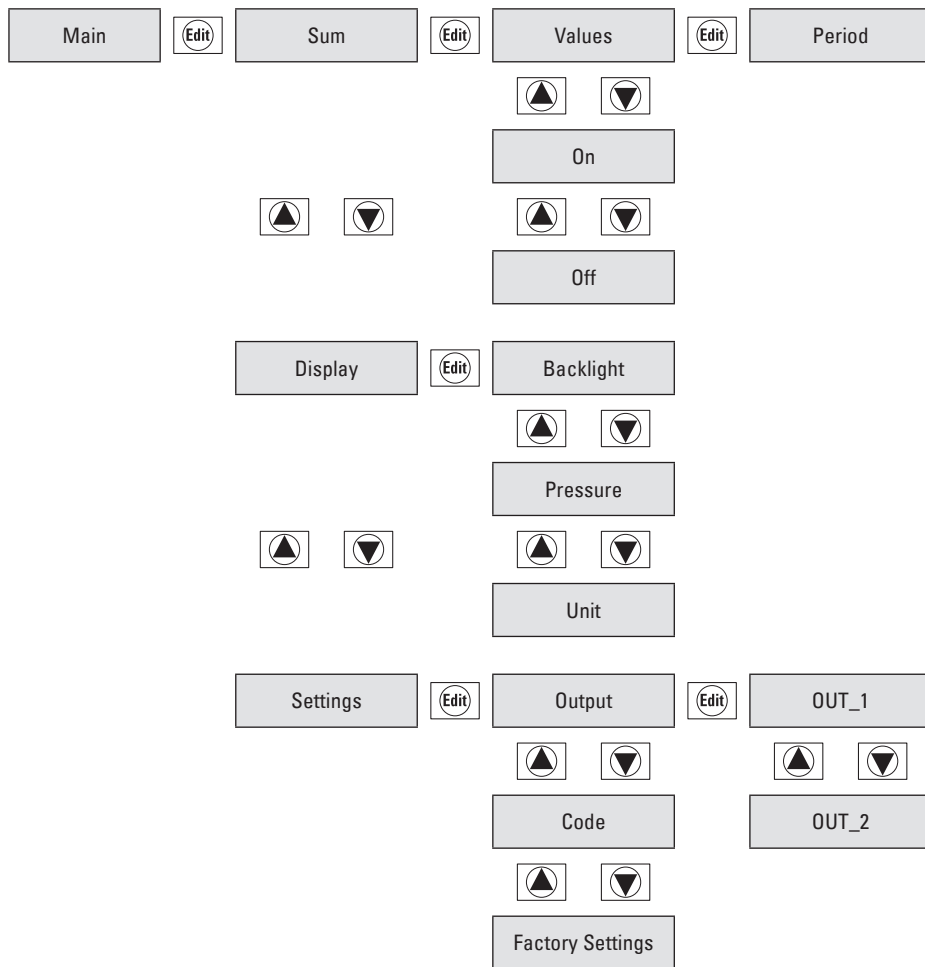 Main Edit Sum Edit Values Edit Period
On
Off
Display Edit Backlight
Pressure
Unit
Settings Edit Output Edit OUT_1
Code OUT_2
Factory Settings